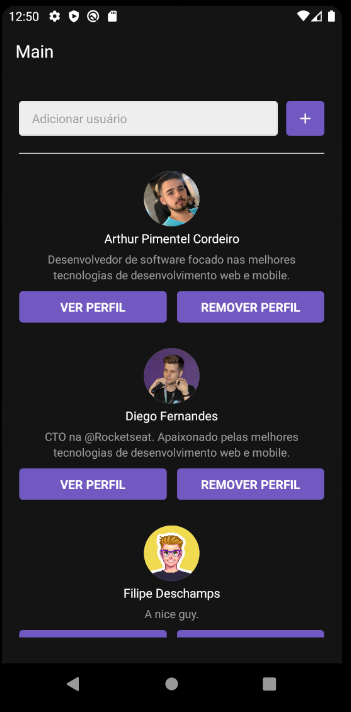 12:50
Main
Adicionar usuário
+
Arthur Pimentel Cordeiro
Desenvolvedor de software focado nas melhores
tecnologias de desenvolvimento web e mobile.
VER PERFIL
REMOVER PERFIL
Diego Fernandes
CTO na @Rocketseat. Apaixonado pelas melhores
tecnologias de desenvolvimento web e mobile.
VER PERFIL
REMOVER PERFIL
Filipe Deschamps
A nice guy.